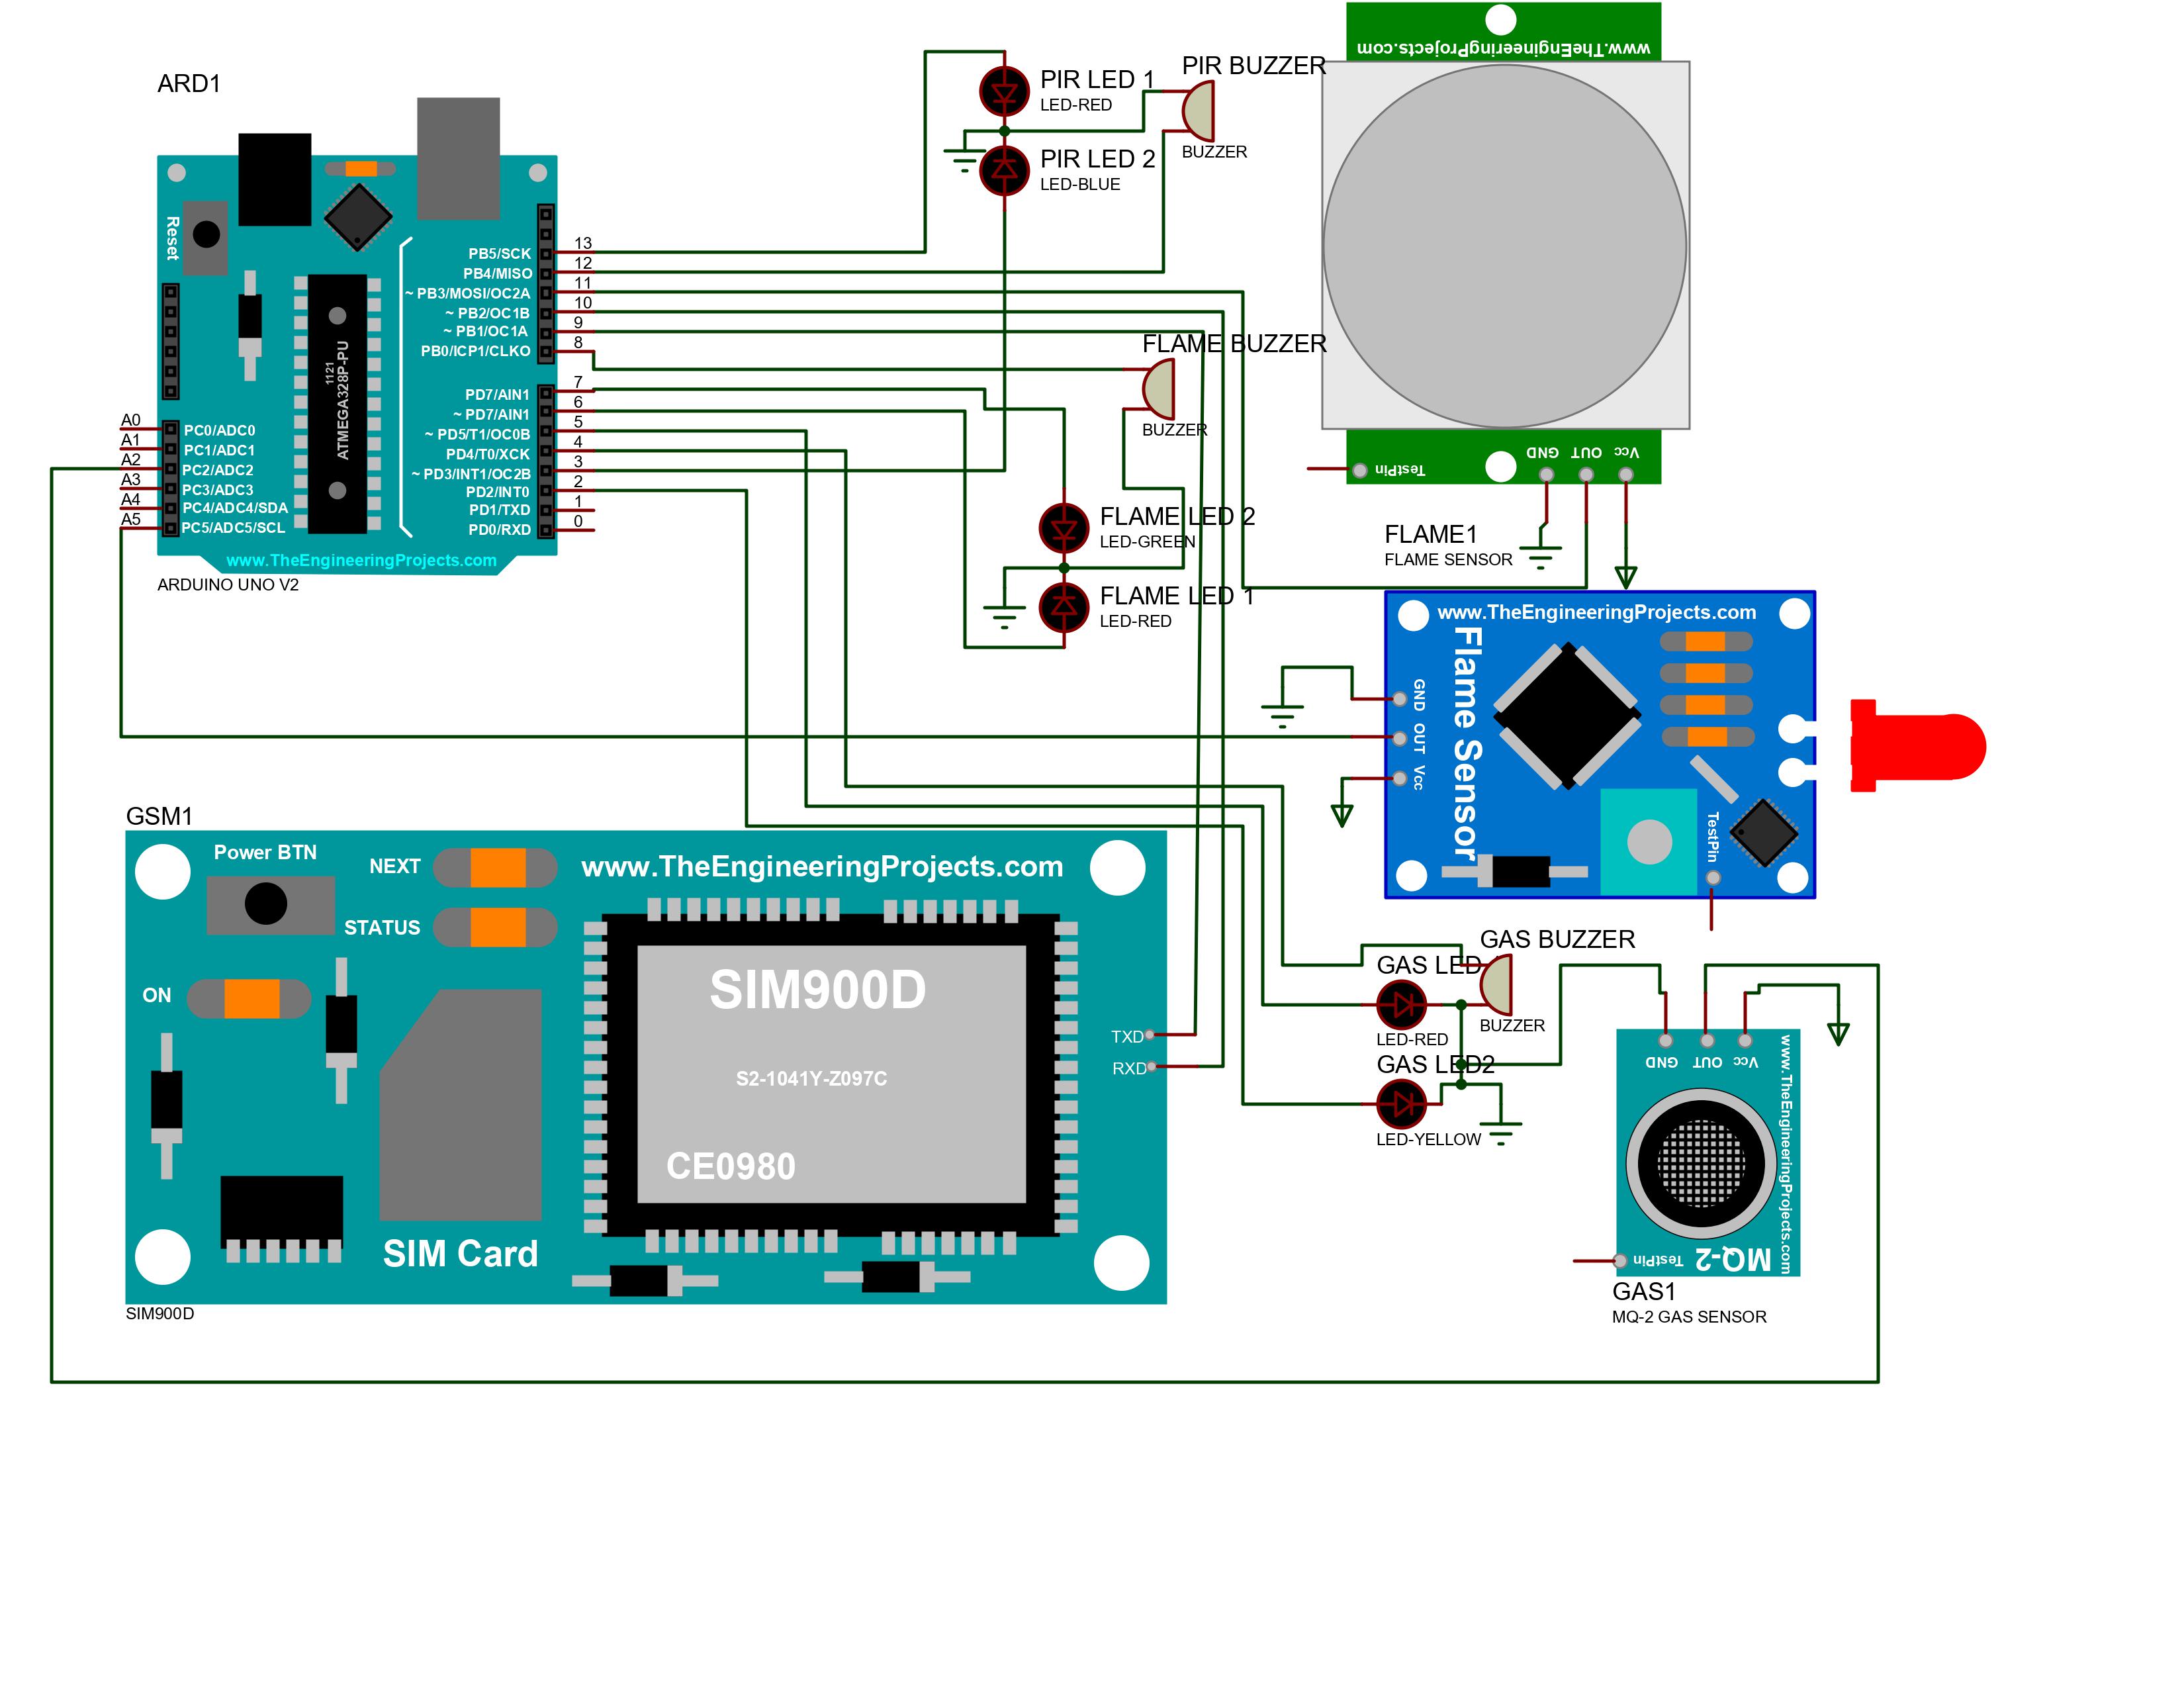 ARD1
Reset
1121
ATMEGA328P-PU
PB5/SCK
PB4/MISO
~ PB3/MOSI/OC2A
~ PB2/OC1B
~ PB1/OC1A
PB0/ICP1/CLKO
PD7/AIN1
~ PD7/AIN1
~ PD5/T1/OC0B
PD4/T0/XCK
~ PD3/INT1/OC2B
PD2/INT0
PD1/TXD
PD0/RXD
13
12
11
10
9
8
7
6
5
4
3
2
1
0
A0
A1
A2
A3
A4
A5
PC0/ADC0
PC1/ADC1
PC2/ADC2
PC3/ADC3
PC4/ADC4/SDA
PC5/ADC5/SCL
www.TheEngineeringProjects.com
ARDUINO UNO V2
PIR LED 1
LED-RED
PIR LED 2
LED-BLUE
PIR BUZZER
BUZZER
FLAME BUZZER
BUZZER
FLAME LED 2
LED-GREEN
FLAME LED 1
LED-RED
www.TheEngineeringProjects.com
TestPin
GND
OUT
Vcc
FLAME1
FLAME SENSOR
www.TheEngineeringProjects.com
Flame Sensor
GND
OUT
Vcc
TestPin
GSM1
Power BTN
NEXT
STATUS
ON
www.TheEngineeringProjects.com
SIM900D
S2-1041Y-Z097C
CE0980
TXD
RXD
SIM Card
SIM900D
GAS BUZZER
BUZZER
GAS LED
LED-RED
GAS LED2
LED-YELLOW
GND
OUT
Vcc
www.TheEngineeringProjects.com
TestPin
MQ-2
GAS1
MQ-2 GAS SENSOR